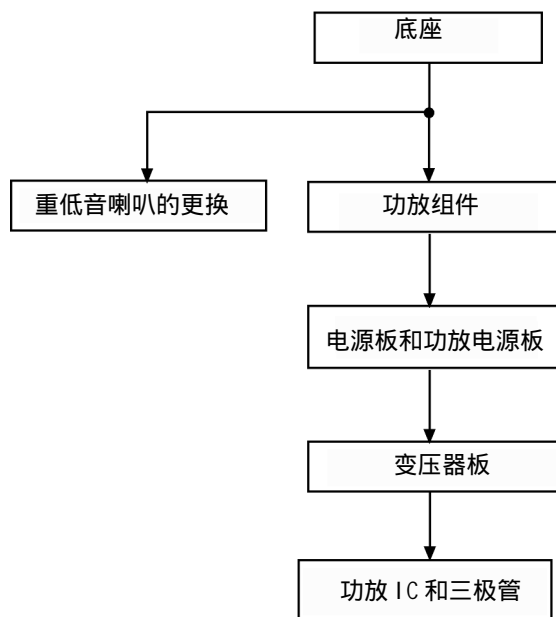 底座
重低音喇叭的更换
功放组件
电源板和功放电源板
变压器板
功放 IC 和三极管